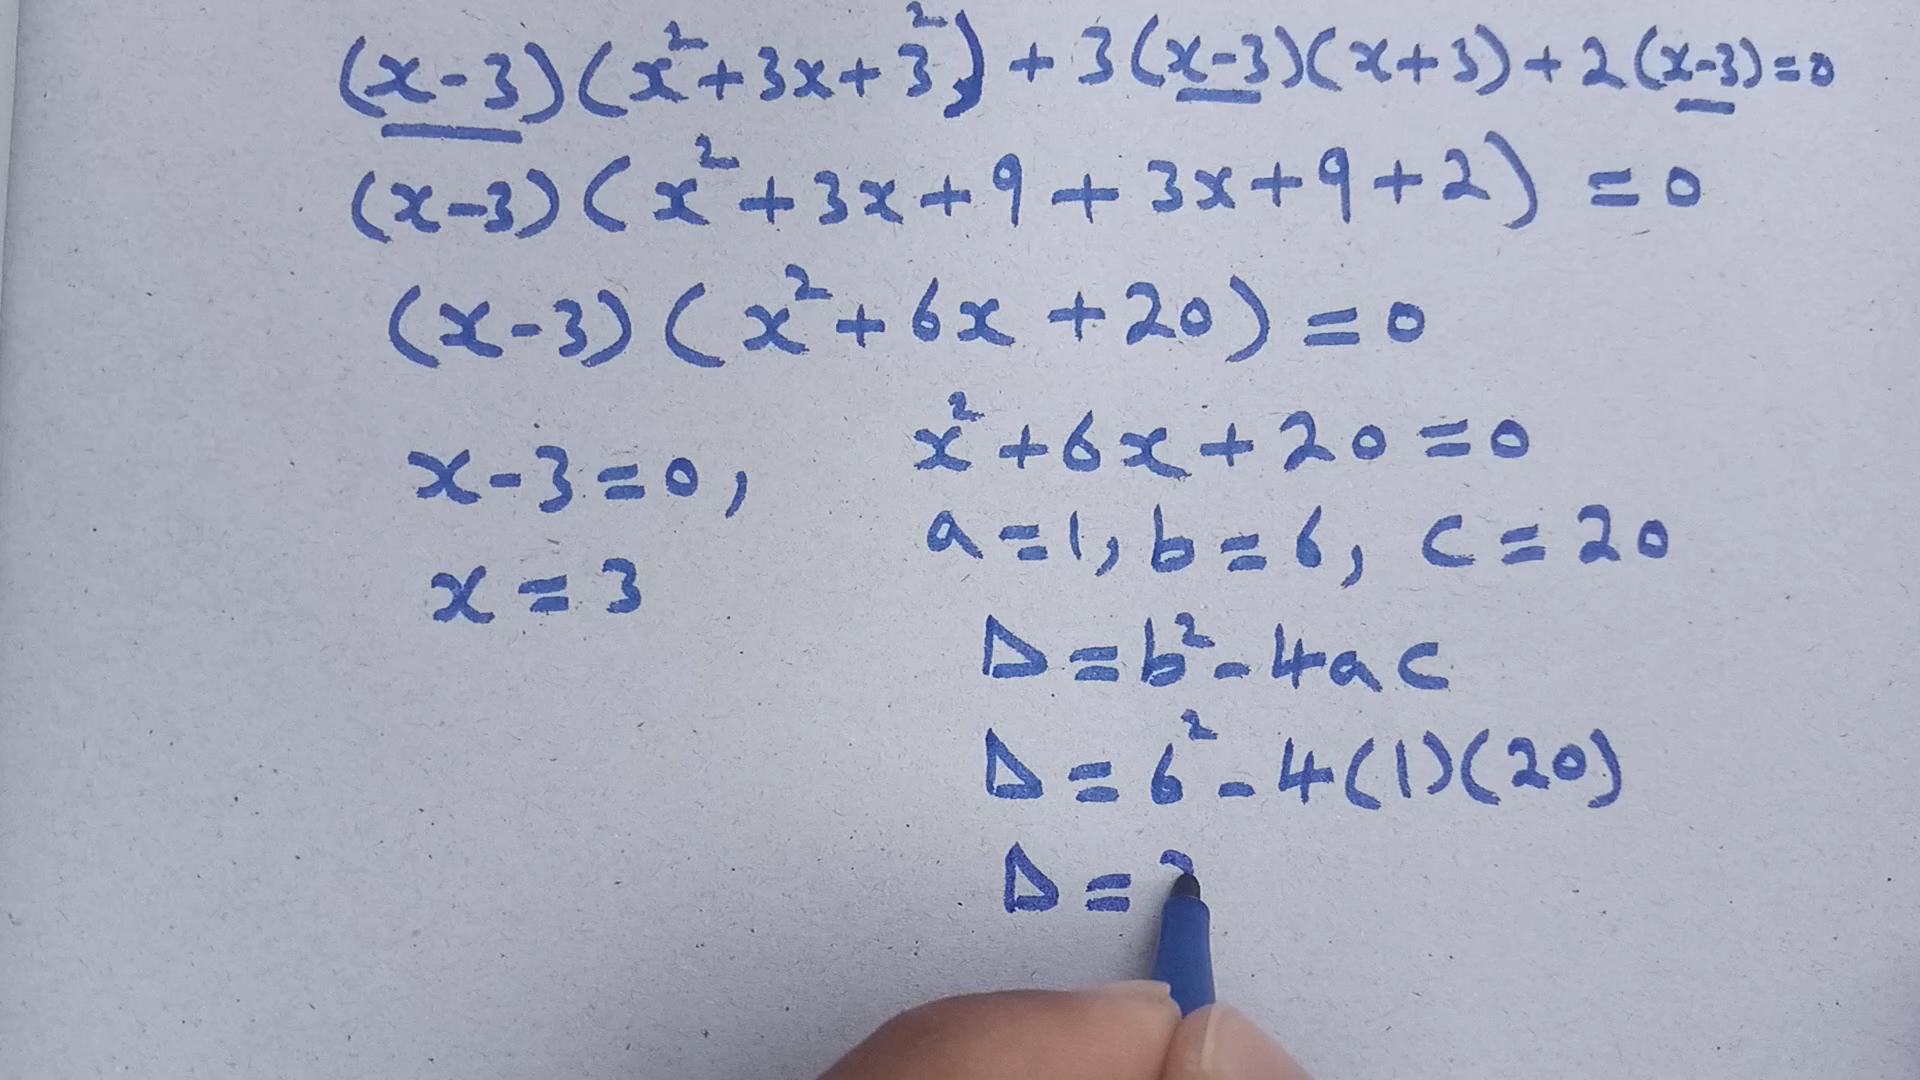 (x-3)(x²+3x+3²)+3(x-3)(x+3)+2(x-3)=0
(x-3)(x²+3x+9+3x+9+2)=0
(x-3)(x²+6x+20)=0
x-3=0,
x=3
x²+6x+20=0
a=1, b=6, c=20
Δ=b²-4ac
Δ=6²-4(1)(20)
Δ=